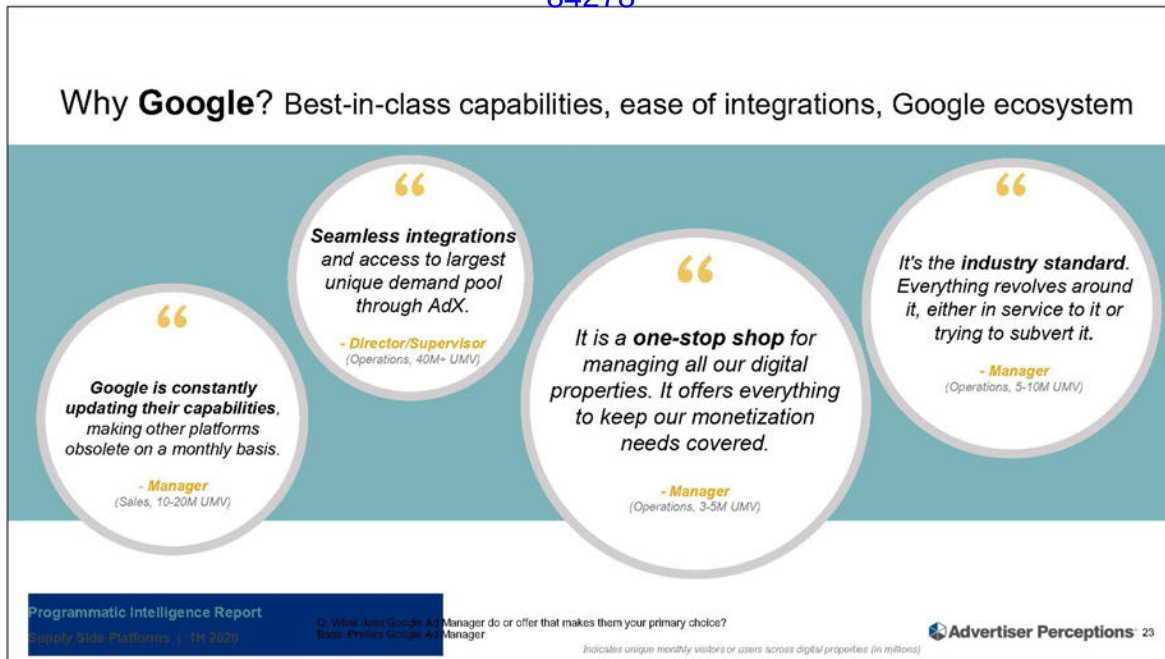 Why Google? Best-in-class capabilities, ease of integrations, Google ecosystem
Google is constantly
updating their capabilities,
making other platforms
obsolete on a monthly basis.
- Manager
(Sales, 10-20M UMV)
Seamless integrations
and access to largest
unique demand pool
through AdX.
- Director/Supervisor
(Operations, 40M+ UMV)
It is a one-stop shop for
managing all our digital
properties. It offers everything
to keep our monetization
needs covered.
- Manager
(Operations, 3-5M UMV)
It's the industry standard.
Everything revolves around
it, either in service to it or
trying to subvert it.
- Manager
(Operations, 5-10M UMV)
Programmatic Intelligence Report
Supply Side Platforms | 1H 2020
Q: What does Google Ad Manager do or offer that makes them your primary choice?
Base: Prefers Google Ad Manager
Indicates unique monthly visitors or users across digital properties (in millions)
Advertiser Perceptions 23